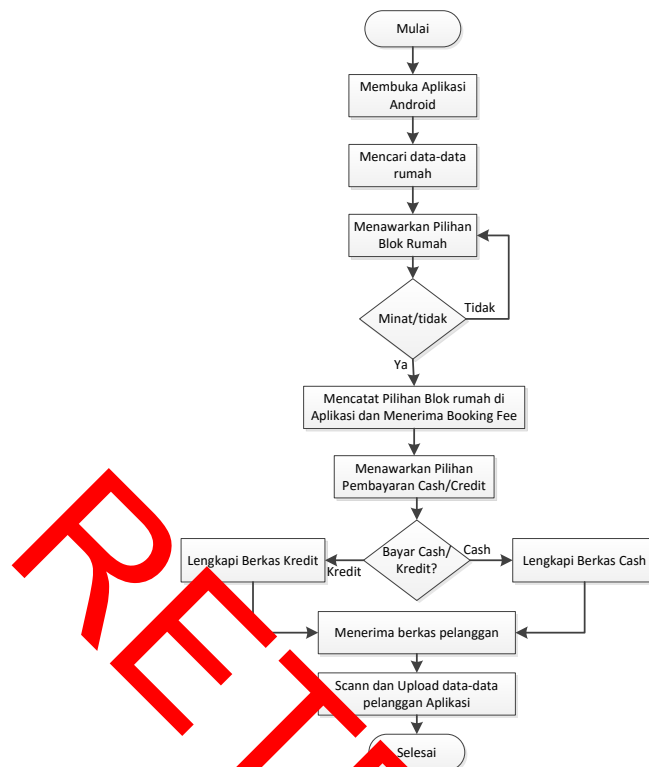 Mulai
Membuka Aplikasi
Android
Mencari data-data
rumah
Menawarkan Pilihan
Blok Rumah
Tidak
Minat/tidak
Ya
Mencatat Pilihan Blok rumah di
Aplikasi dan Menerima Booking Fee
Menawarkan Pilihan
Pembayaran Cash/Credit
Lengkapi Berkas Kredit
Kredit
Bayar Cash/
Kredit?
Cash
Lengkapi Berkas Cash
Menerima berkas pelanggan
Scann dan Upload data-data
pelanggan Aplikasi
Selesai
RET